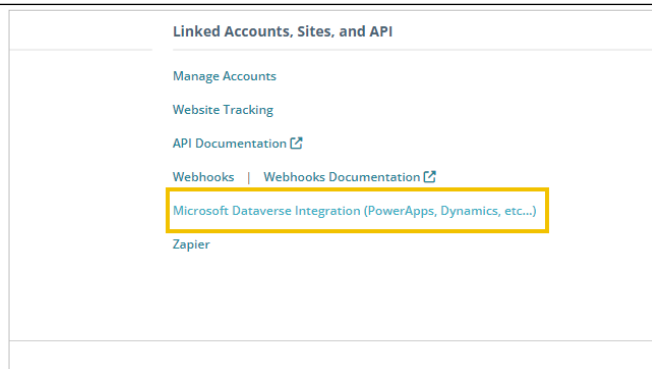 Linked Accounts, Sites, and API
Manage Accounts
Website Tracking
API Documentation
Webhooks | Webhooks Documentation
Microsoft Dataverse Integration (PowerApps, Dynamics, etc...)
Zapier